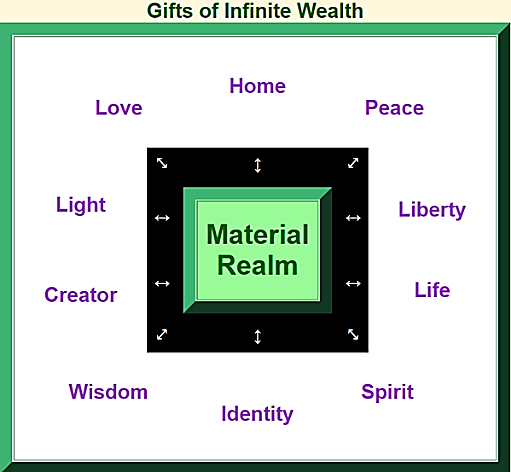 Gifts of Infinite Wealth
Home
Love
Peace
Light
Liberty
Material
Realm
Creator
Life
Wisdom
Spirit
Identity